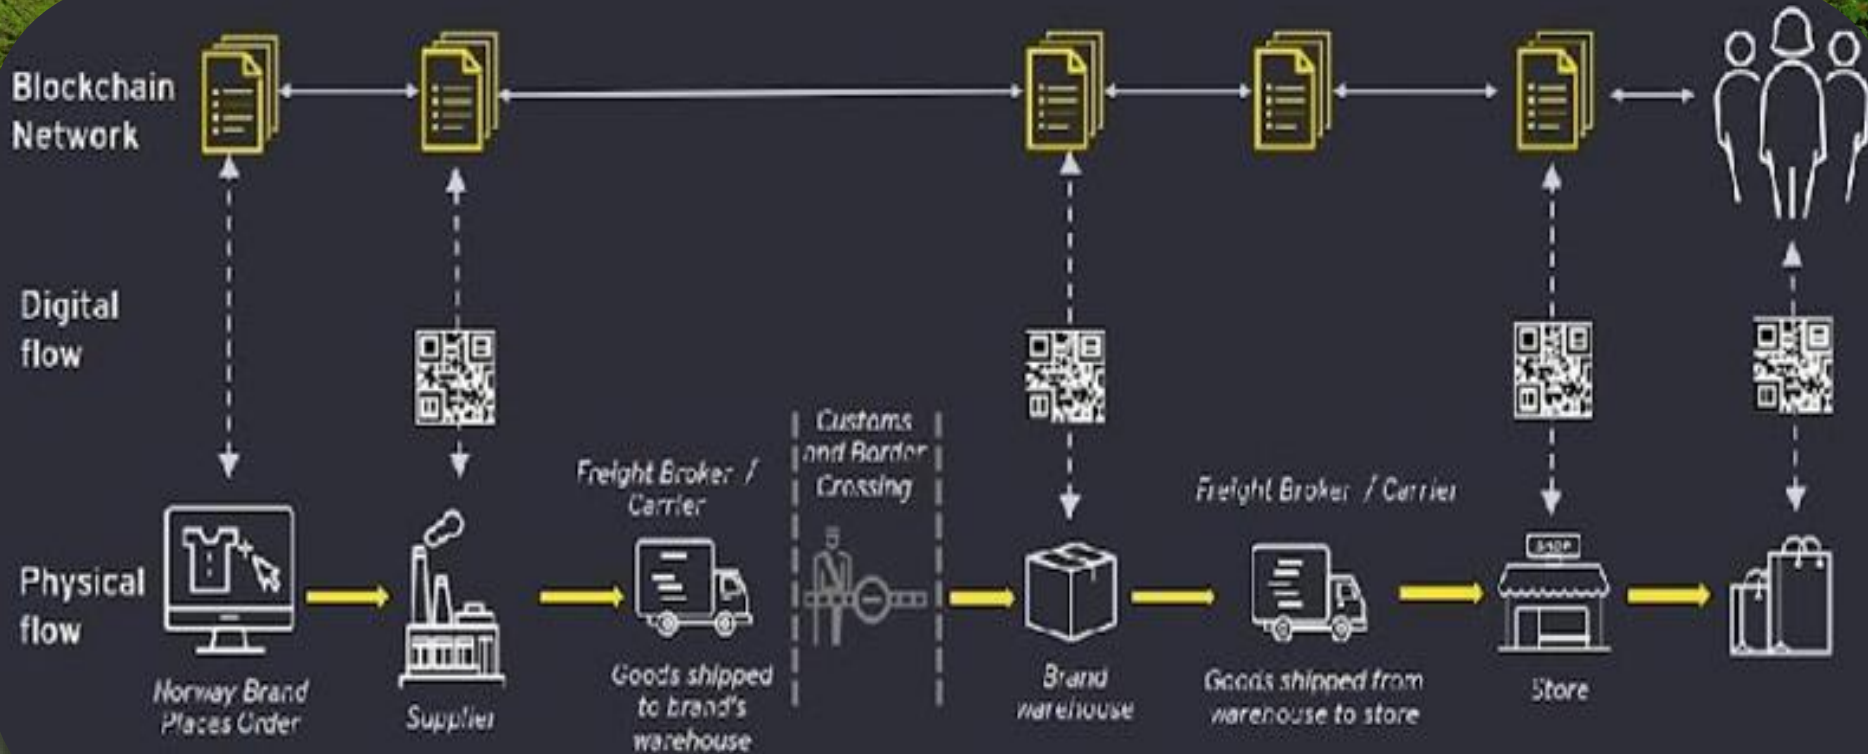 Blockchain
Network
Digital
flow
Physical
flow
Norway Brand
Places Order
Supplier
Freight Broker /
Carrier
Goods shipped
to brand's
warehouse
Customs
and Border
Crossing
Brand
warehouse
Freight Broker / Carrier
Goods shipped from
warehouse to store
SHOP
Store